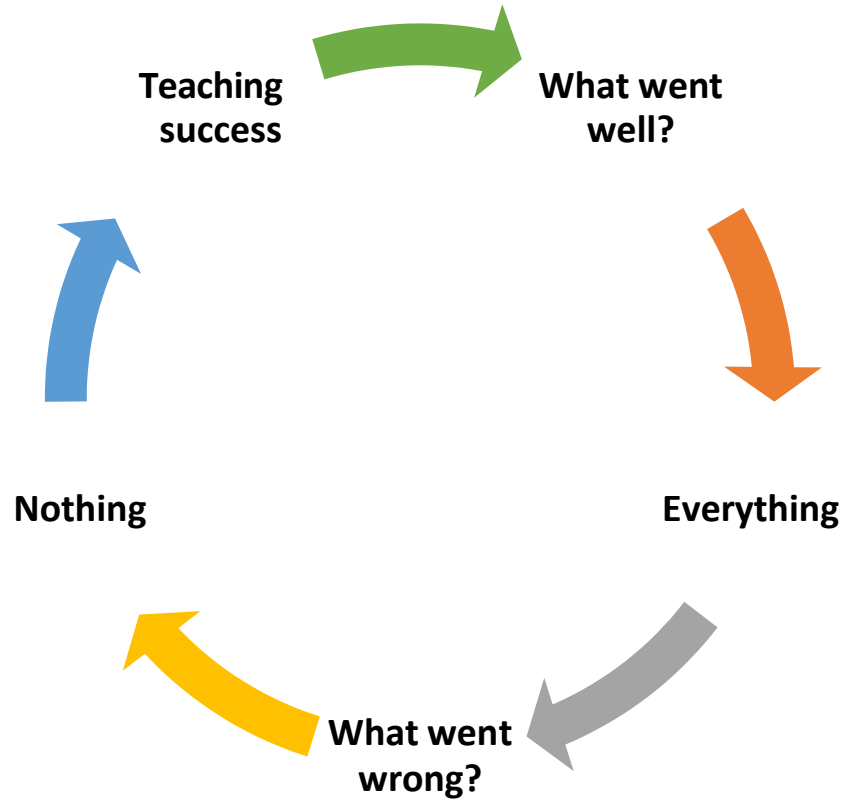 Teaching
success
What went
well?
Everything
What went
wrong?
Nothing